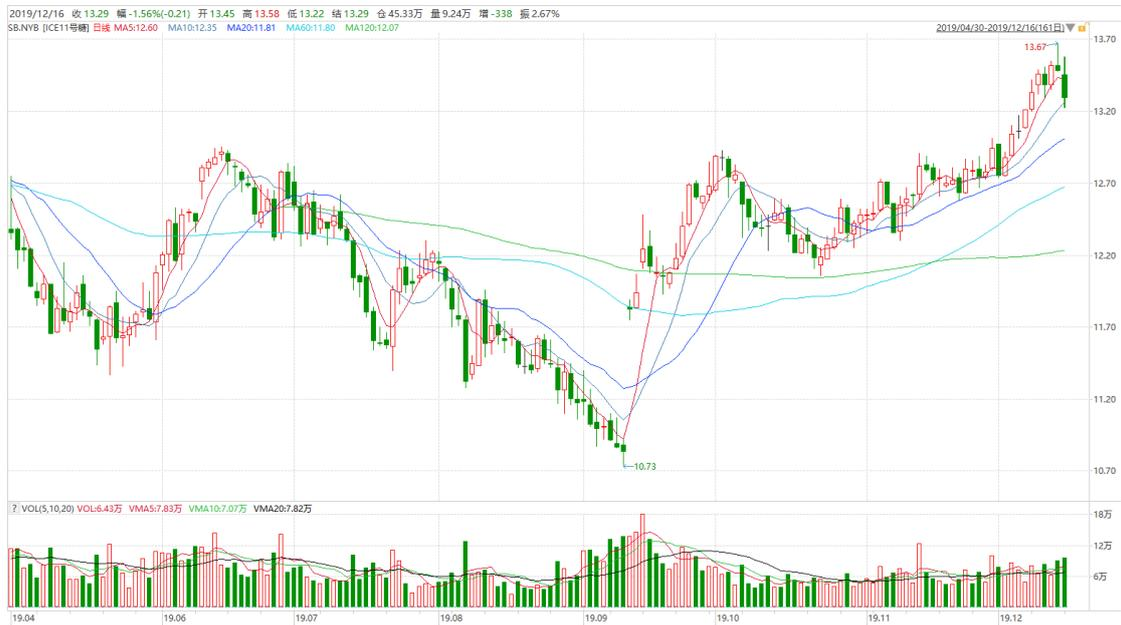 2019/12/16 收 13.29 幅 -1.56%(-0.21) 开 13.45 高 13.58 低 13.22 结 13.29 仓 45.33万 量 9.24万 增 -338 振 2.67%
SB.NYB [ICE11号糖] 日线 MA5:12.60 MA10:12.35 MA20:11.81 MA60:11.80 MA120:12.07 2019/04/30-2019/12/16(161日)
13.67
13.70
13.20
12.70
12.20
11.70
11.20
10.73
10.70
? VOL(5,10,20) VOL:6.43万 VMA5:7.83万 VMA10:7.07万 VMA20:7.82万
18万
12万
6万
19.04 19.06 19.07 19.08 19.09 19.10 19.11 19.12